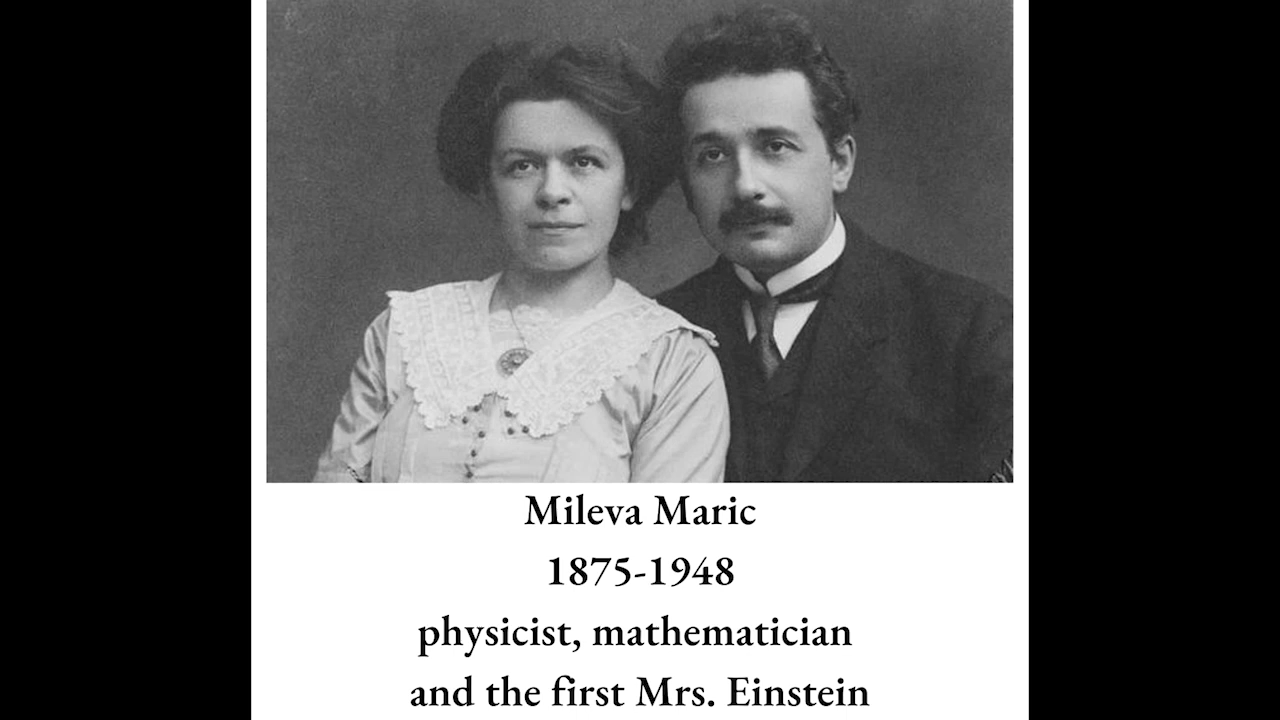 Mileva Maric
1875-1948
physicist, mathematician
and the first Mrs. Einstein